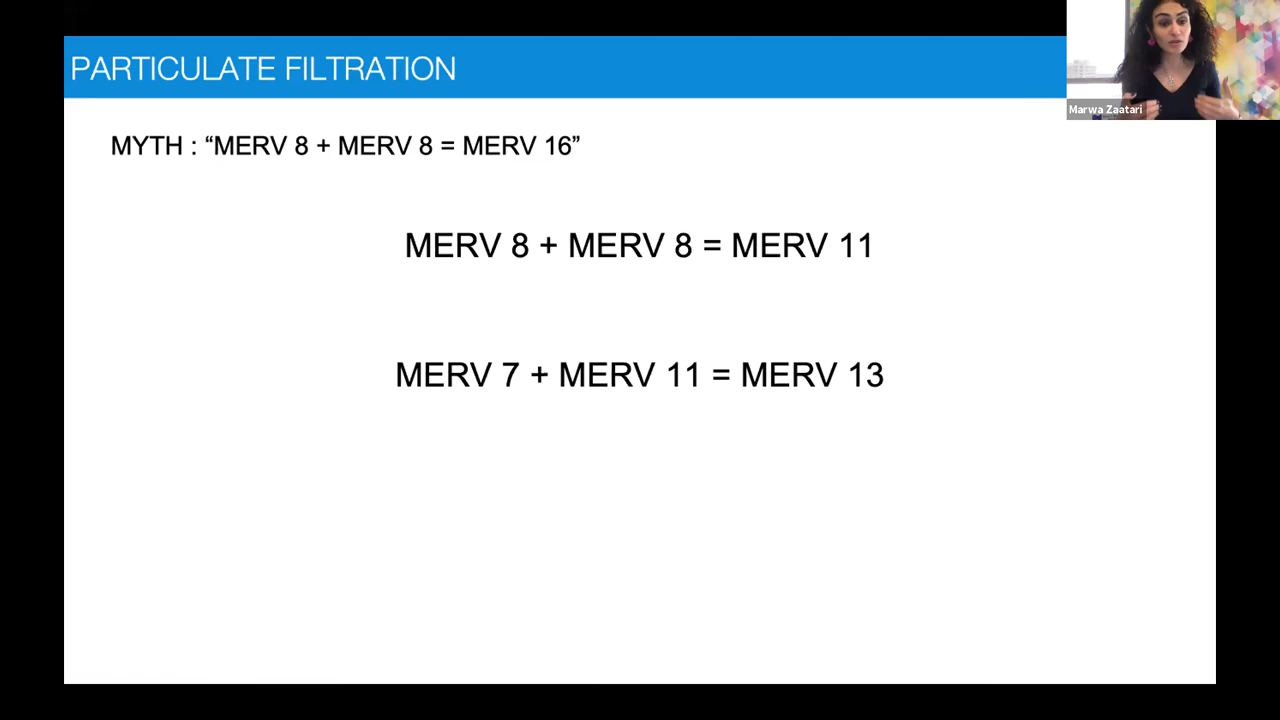 PARTICULATE FILTRATION
Marwa Zaatari
MYTH : “MERV 8 + MERV 8 = MERV 16”
MERV 8 + MERV 8 = MERV 11
MERV 7 + MERV 11 = MERV 13